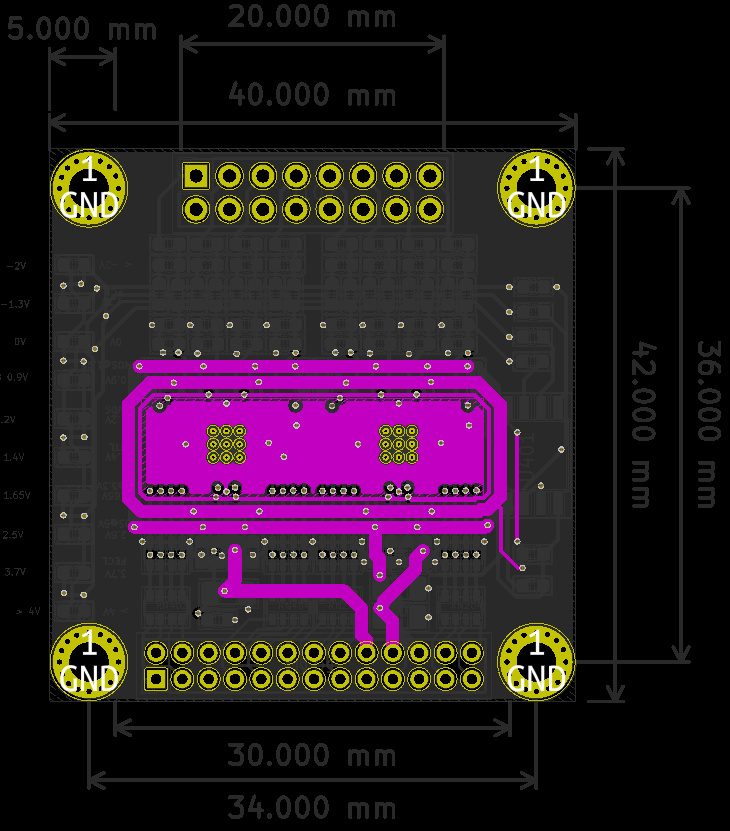 20.000 mm
5.000 mm
40.000 mm
1
GND
1
GND
-2V
-1.3V
0V
0.9V
1.4V
1.65V
2.5V
3.7V
> 4V
42.000 mm
36.000 mm
1
GND
1
GND
30.000 mm
34.000 mm